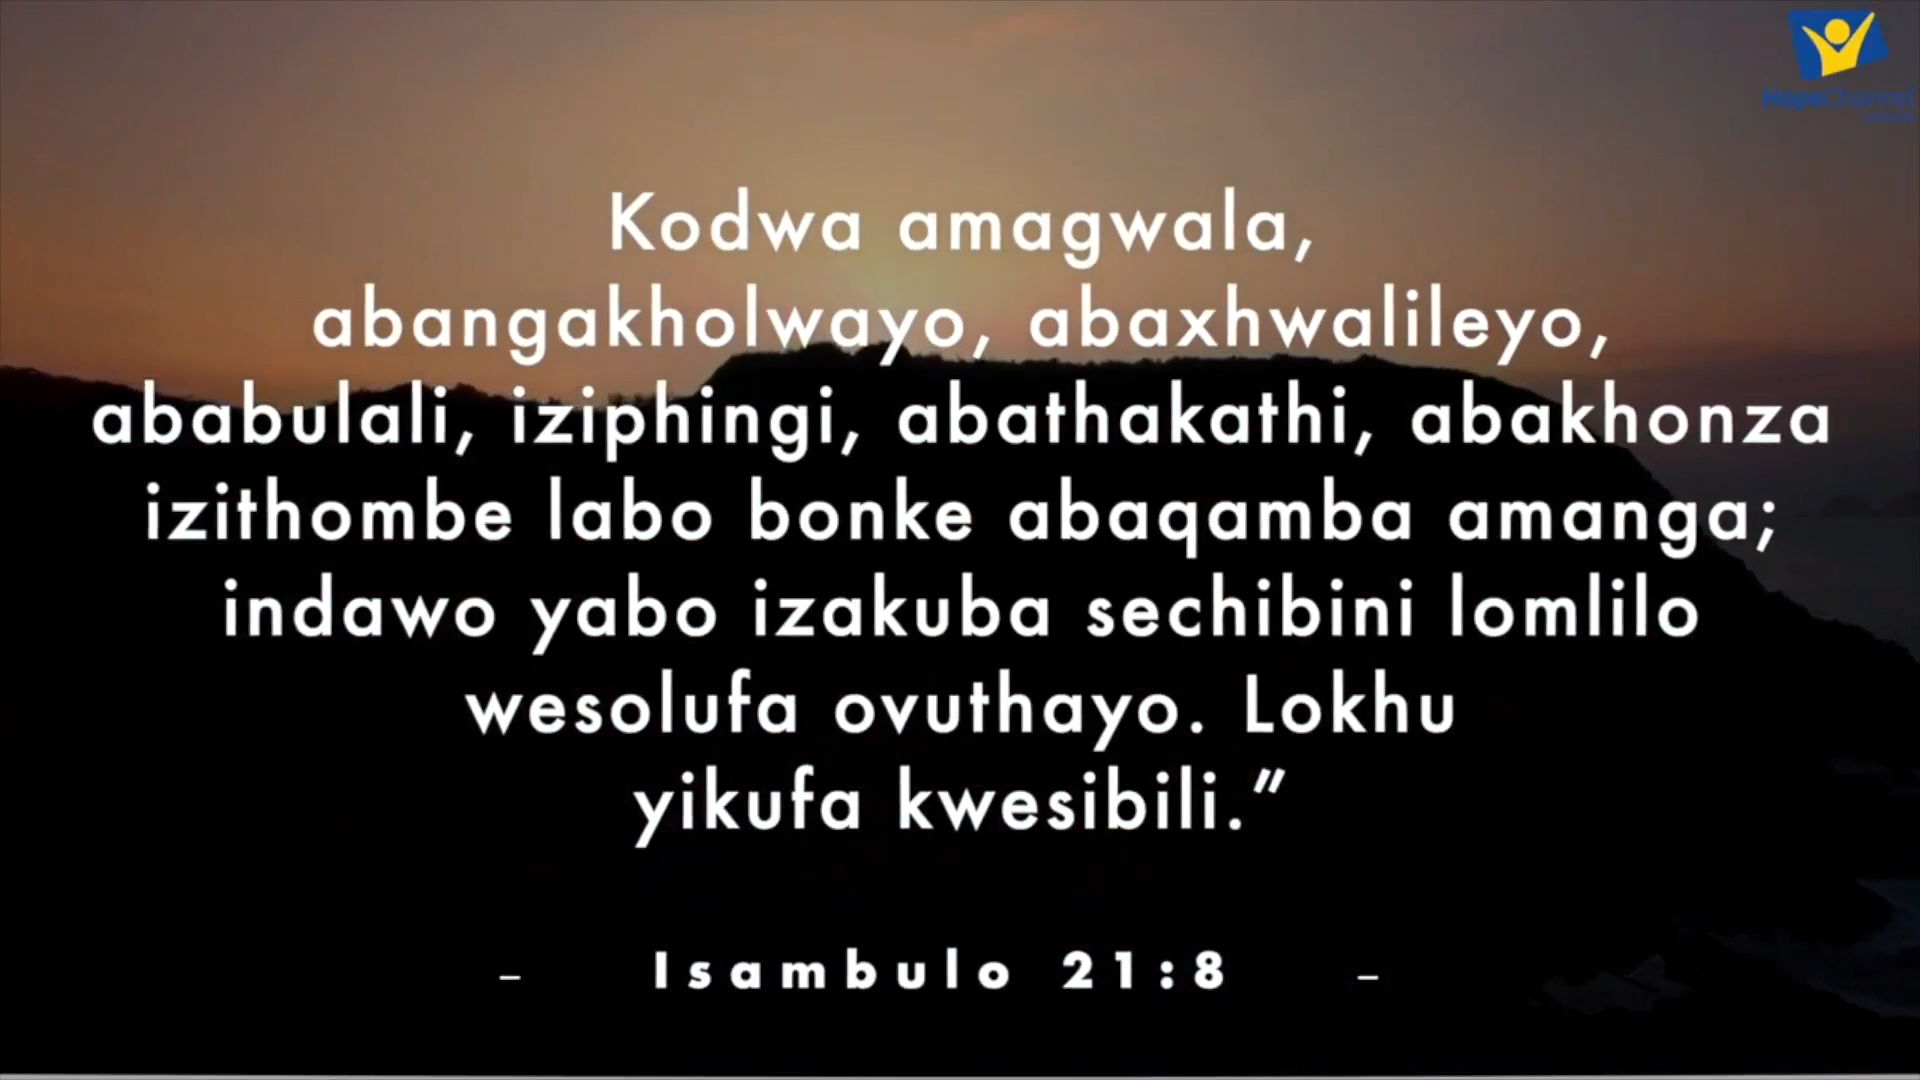 HopeChannel
Kodwa amagwala,
abangakholwayo, abaxhwalileyo,
ababulali, iziphingi, abathakathi, abakhonza
izithombe labo bonke abaqamba amanga;
indawo yabo izakuba sechibini lomlilo
wesolufa ovuthayo. Lokhu
yikufa kwesibili.”
– Isambulo 21:8 –